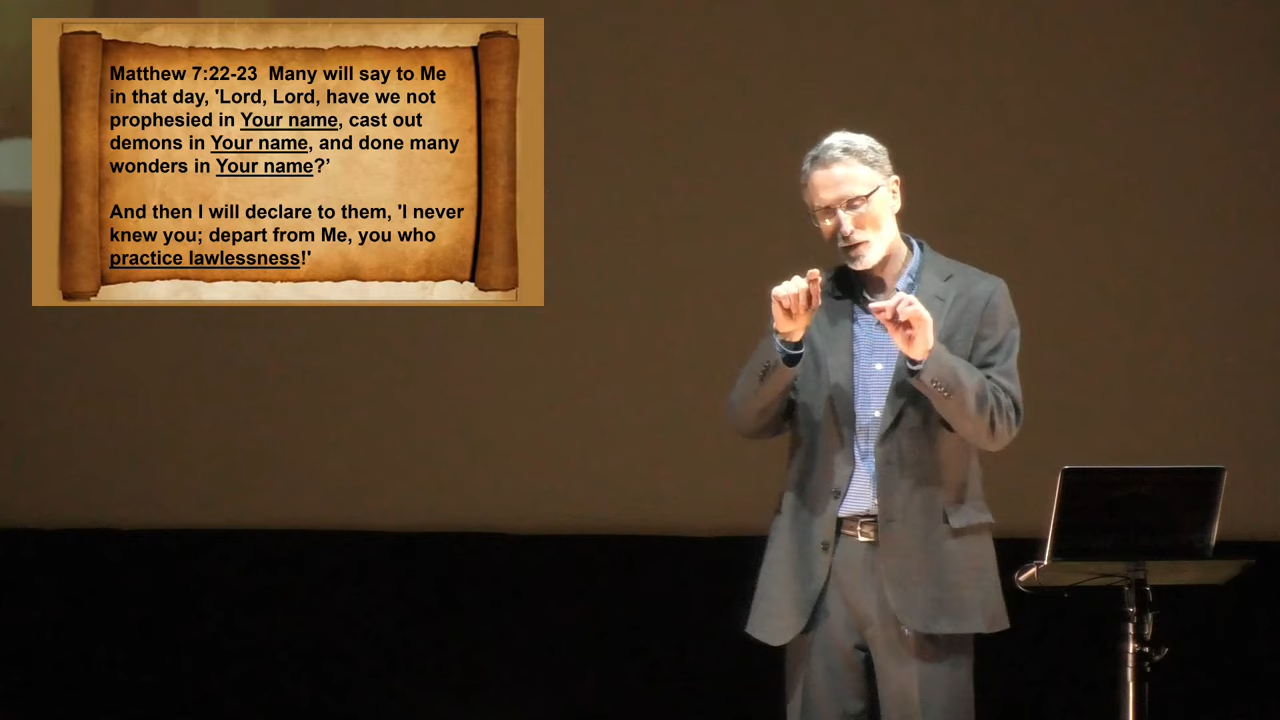 Matthew 7:22-23  Many will say to Me
in that day, 'Lord, Lord, have we not
prophesied in Your name, cast out
demons in Your name, and done many
wonders in Your name?’
And then I will declare to them, 'I never
knew you; depart from Me, you who
practice lawlessness!'